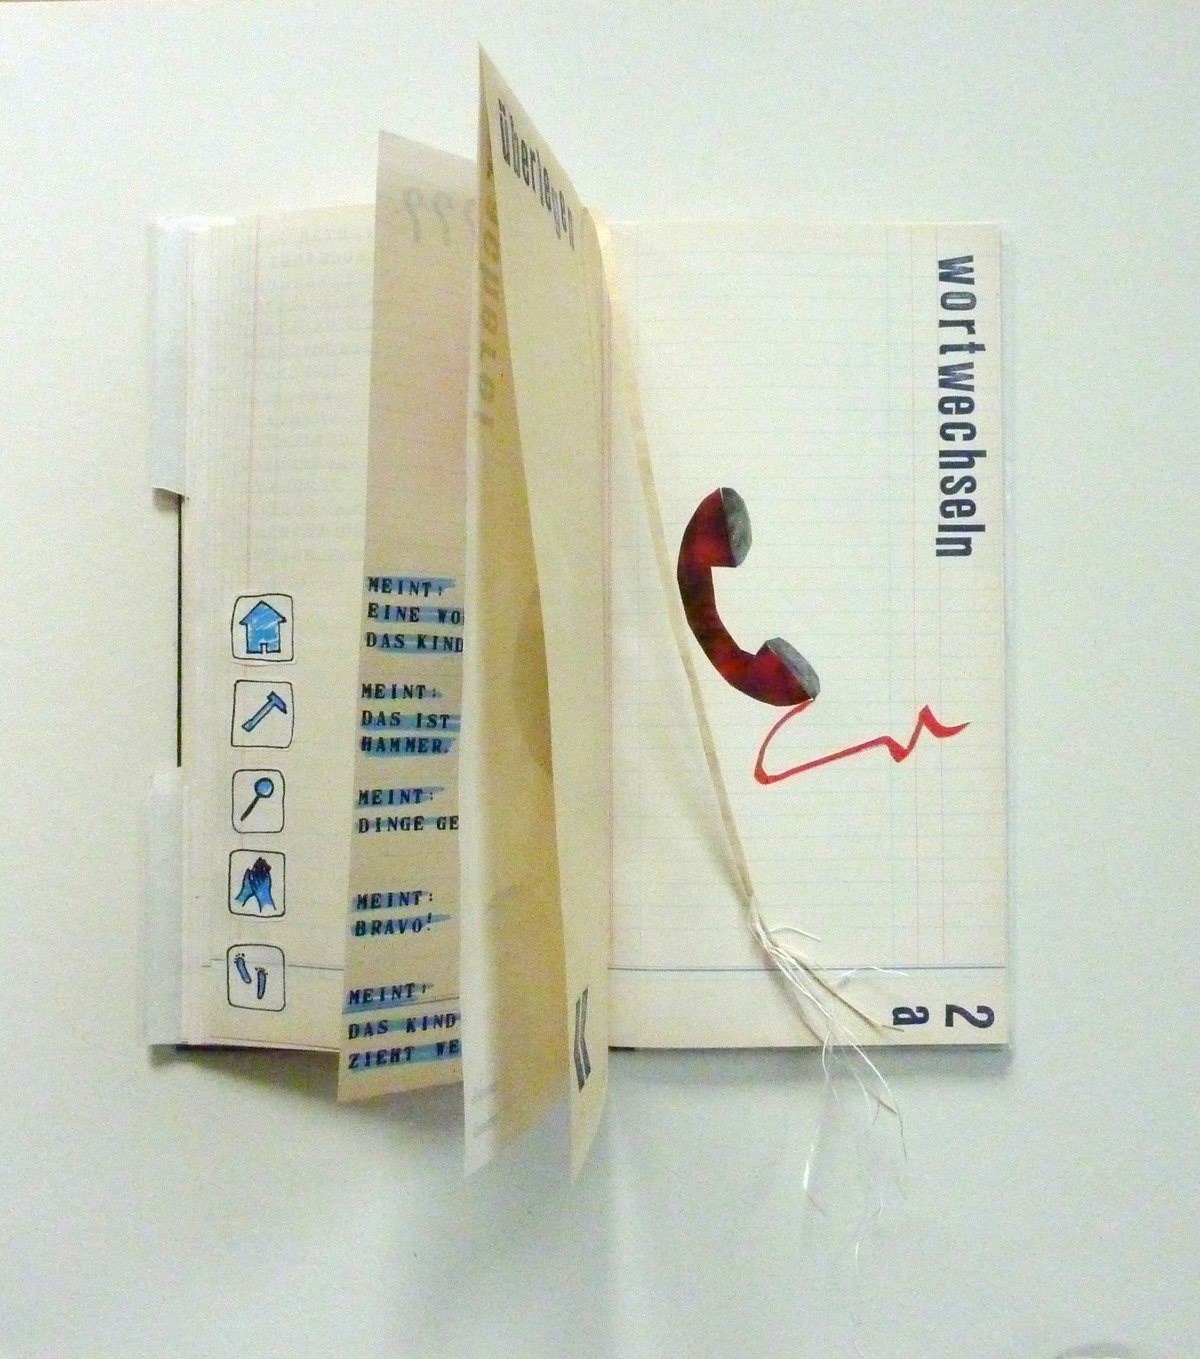 überlegen
MEINT:
EINE WO
DAS KIND
MEINT:
DAS IST
HAMMER.
MEINT:
DINGE GE
MEINT:
BRAVO!
MEINT:
DAS KIND
ZIEHT WE
wortwechseln
2
a